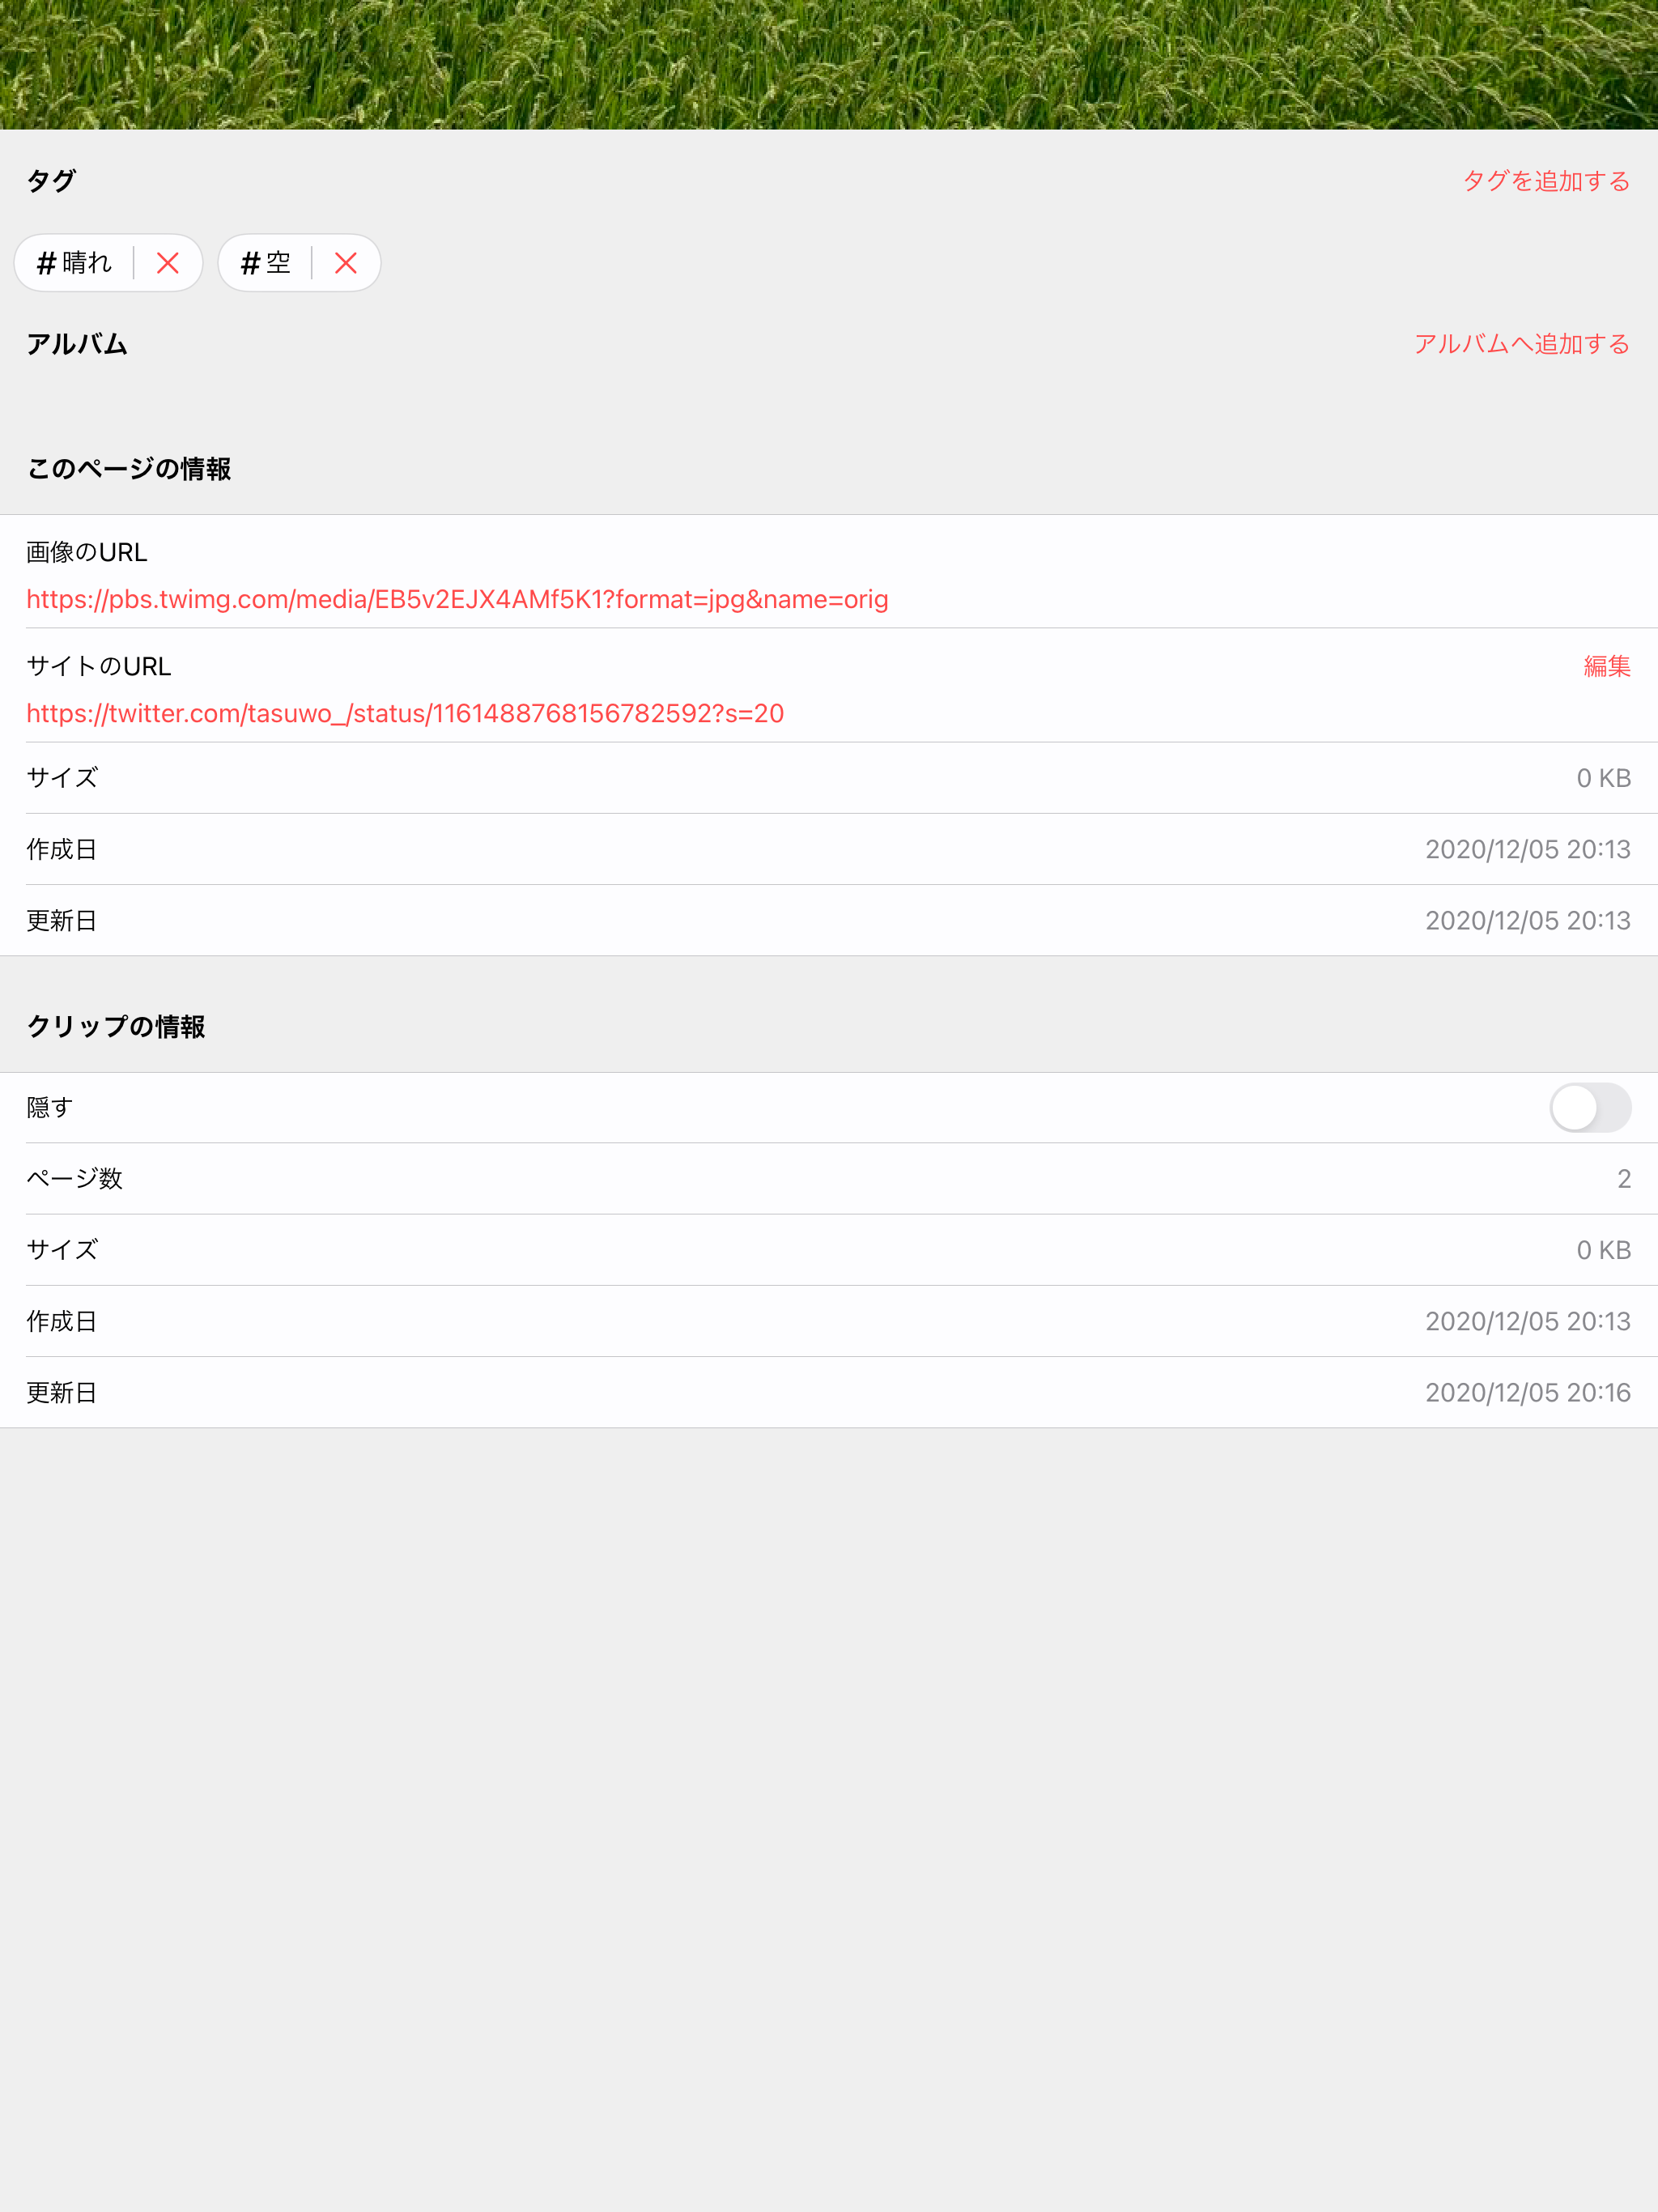 タグ タグを追加する
#晴れ #空
アルバム アルバムへ追加する
このページの情報
画像のURL
https://pbs.twimg.com/media/EB5v2EJX4AMf5K1?format=jpg&name=orig
サイトのURL 編集
https://twitter.com/tasuwo_/status/1161488768156782592?s=20
サイズ 0 KB
作成日 2020/12/05 20:13
更新日 2020/12/05 20:13
クリップの情報
隠す
ページ数 2
サイズ 0 KB
作成日 2020/12/05 20:13
更新日 2020/12/05 20:16